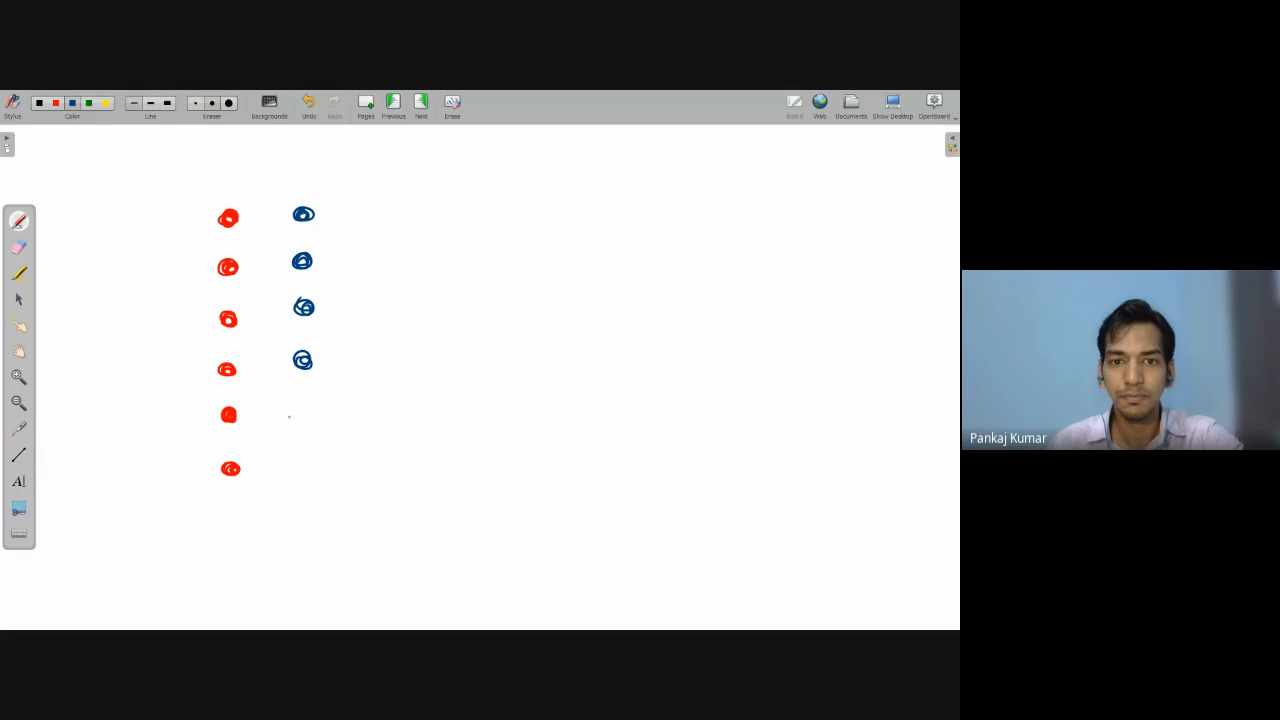 Stylus Color Line Eraser Backgrounds Undo Redo Pages Previous Next Erase Board Web Documents Show Desktop OpenBoard
AI
Pankaj Kumar